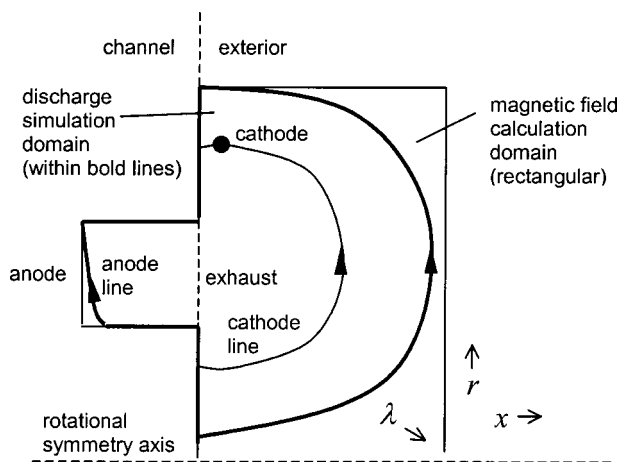 channel
exterior
discharge
simulation
domain
(within bold lines)
cathode
magnetic field
calculation
domain
(rectangular)
anode
anode
line
exhaust
cathode
line
r
λ
x
rotational
symmetry axis